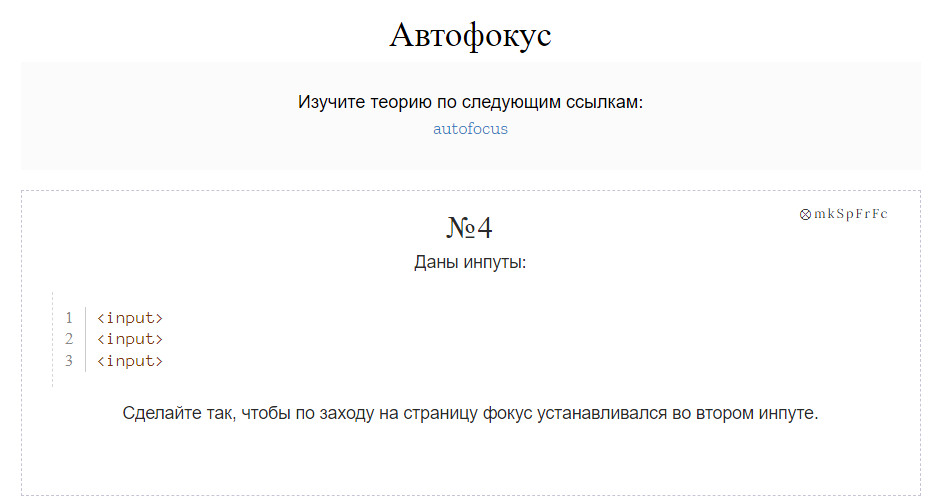 Автофокус
Изучите теорию по следующим ссылкам:
autofocus
⊗mkSpFrFc
№4
Даны инпуты:
1 <input>
2 <input>
3 <input>
Сделайте так, чтобы по заходу на страницу фокус устанавливался во втором инпуте.